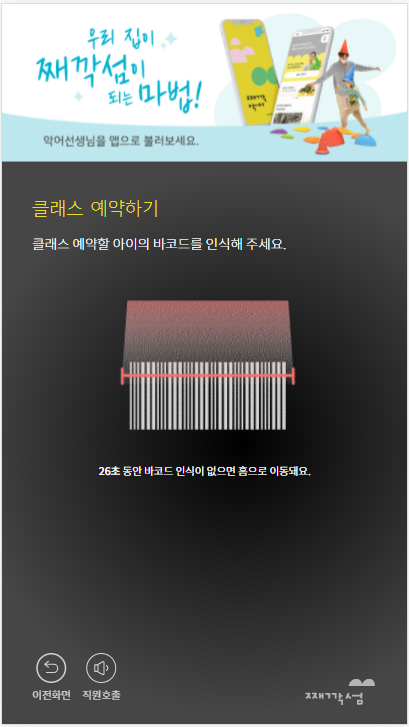 우리 집이
째깍섬이
되는 마법!
악어선생님을 앱으로 불러보세요.
째깍
악어
클래스 예약하기
클래스 예약할 아이의 바코드를 인식해 주세요.
26초 동안 바코드 인식이 없으면 홈으로 이동돼요.
이전화면 직원호출
째깍섬